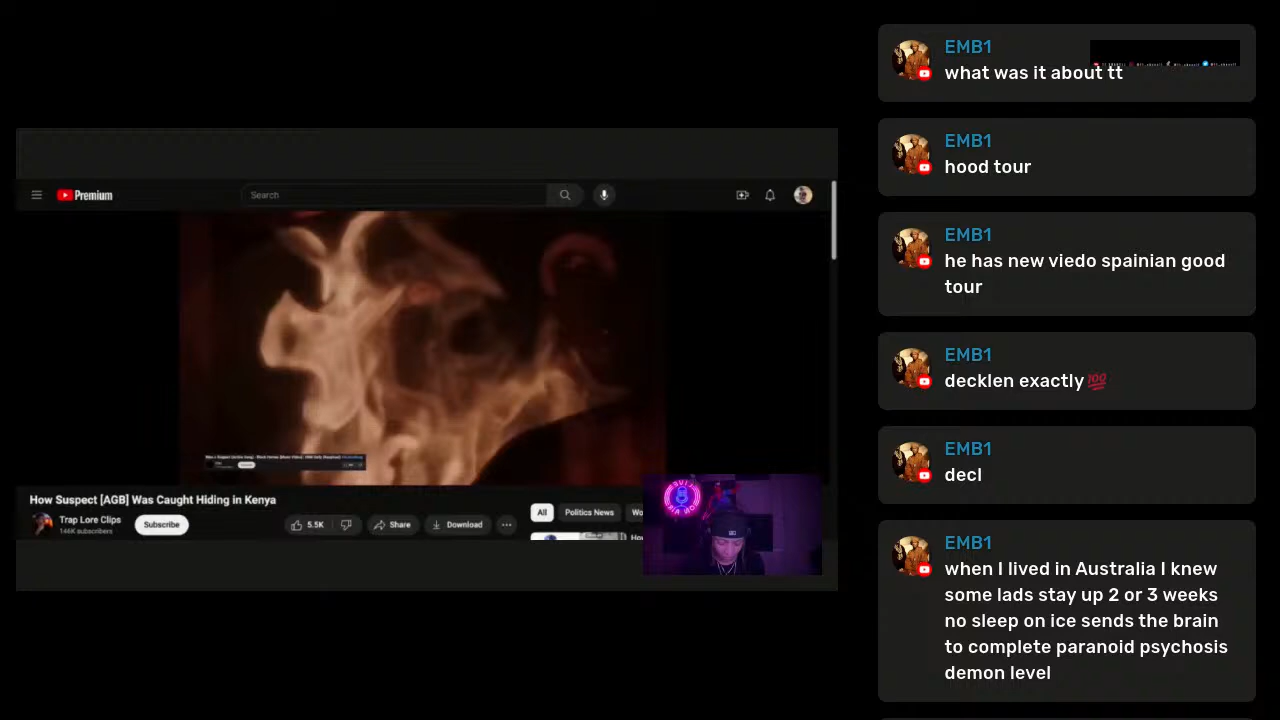 Premium
Search
How Suspect [AGB] Was Caught Hiding in Kenya
Trap Lore Clips
146K subscribers
Subscribe
5.5K
Share
Download
All
Politics News
Wo
EMB1
what was it about tt
EMB1
hood tour
EMB1
he has new viedo spainian good
tour
EMB1
decklen exactly💯
EMB1
decl
EMB1
when I lived in Australia I knew
some lads stay up 2 or 3 weeks
no sleep on ice sends the brain
to complete paranoid psychosis
demon level